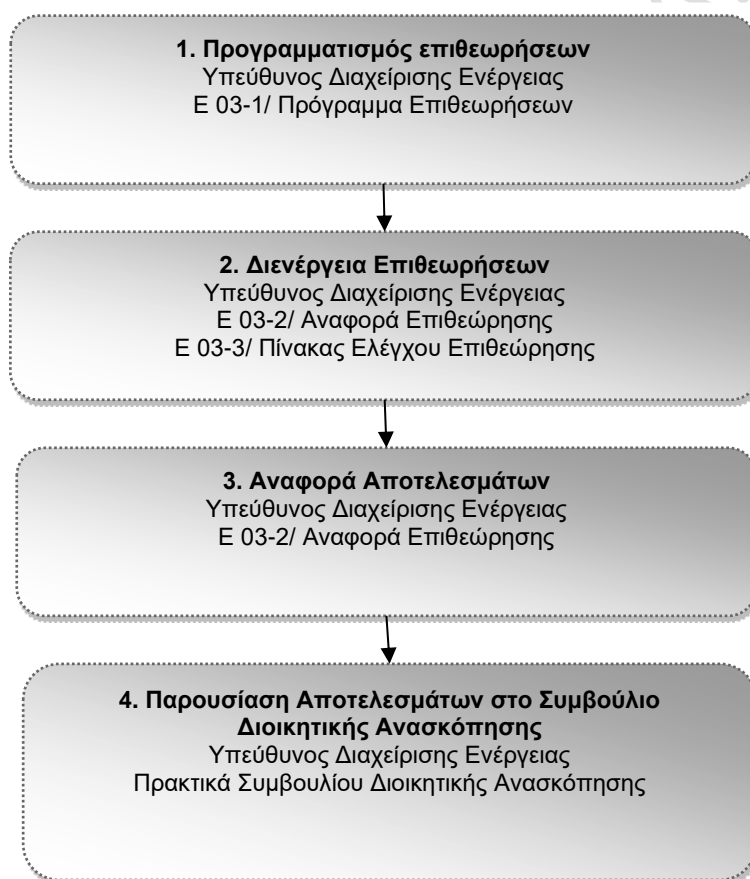 1. Προγραμματισμός επιθεωρήσεων
Υπεύθυνος Διαχείρισης Ενέργειας
Ε 03-1/ Πρόγραμμα Επιθεωρήσεων
2. Διενέργεια Επιθεωρήσεων
Υπεύθυνος Διαχείρισης Ενέργειας
Ε 03-2/ Αναφορά Επιθεώρησης
Ε 03-3/ Πίνακας Ελέγχου Επιθεώρησης
3. Αναφορά Αποτελεσμάτων
Υπεύθυνος Διαχείρισης Ενέργειας
Ε 03-2/ Αναφορά Επιθεώρησης
4. Παρουσίαση Αποτελεσμάτων στο Συμβούλιο
Διοικητικής Ανασκόπησης
Υπεύθυνος Διαχείρισης Ενέργειας
Πρακτικά Συμβουλίου Διοικητικής Ανασκόπησης